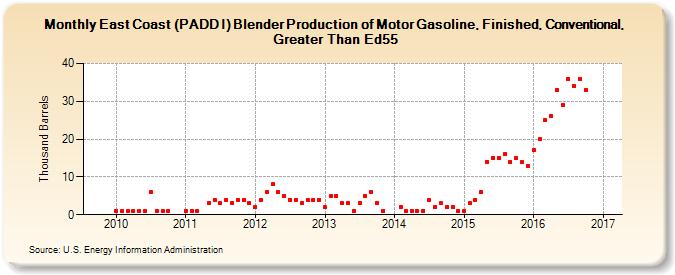 Monthly East Coast (PADD I) Blender Production of Motor Gasoline, Finished, Conventional,
Greater Than Ed55
Thousand Barrels
40
30
20
10
0
2010 2011 2012 2013 2014 2015 2016 2017
Source: U.S. Energy Information Administration